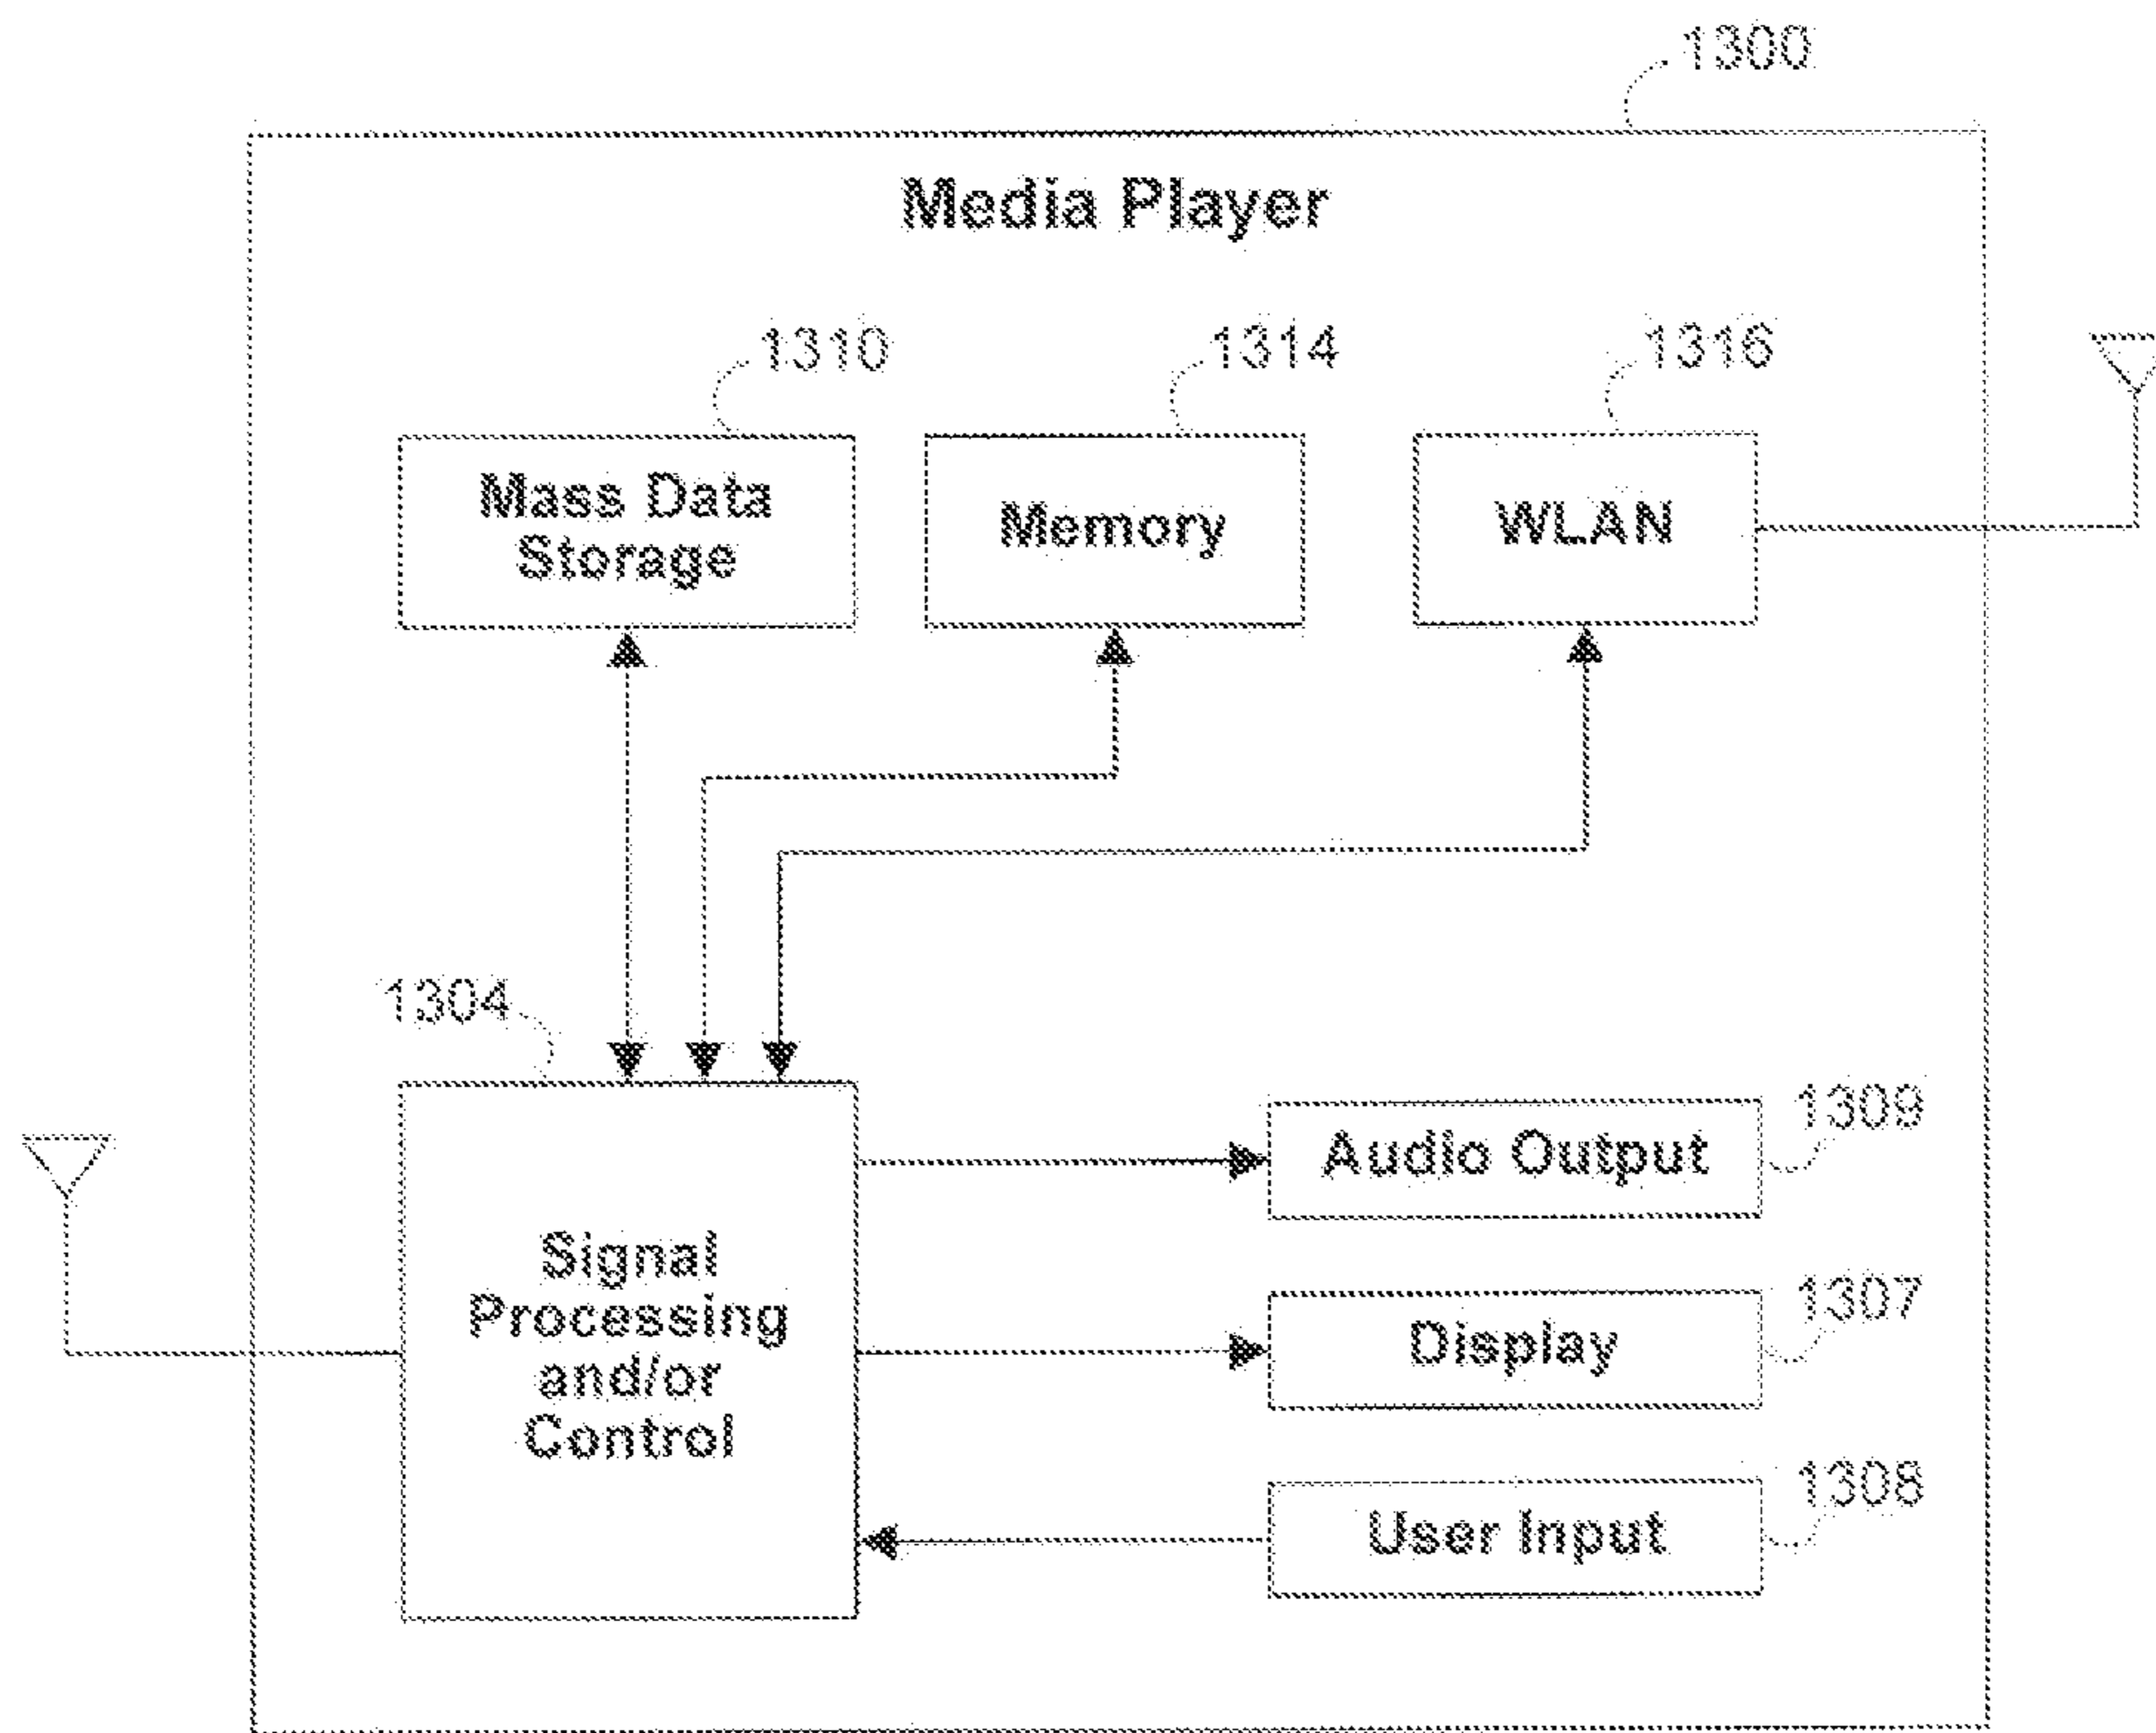 1300
Media Player
1310
1314
1316
Mass Data
Storage
Memory
WLAN
1304
Signal
Processing
and/or
Control
1309
Audio Output
1307
Display
1308
User Input